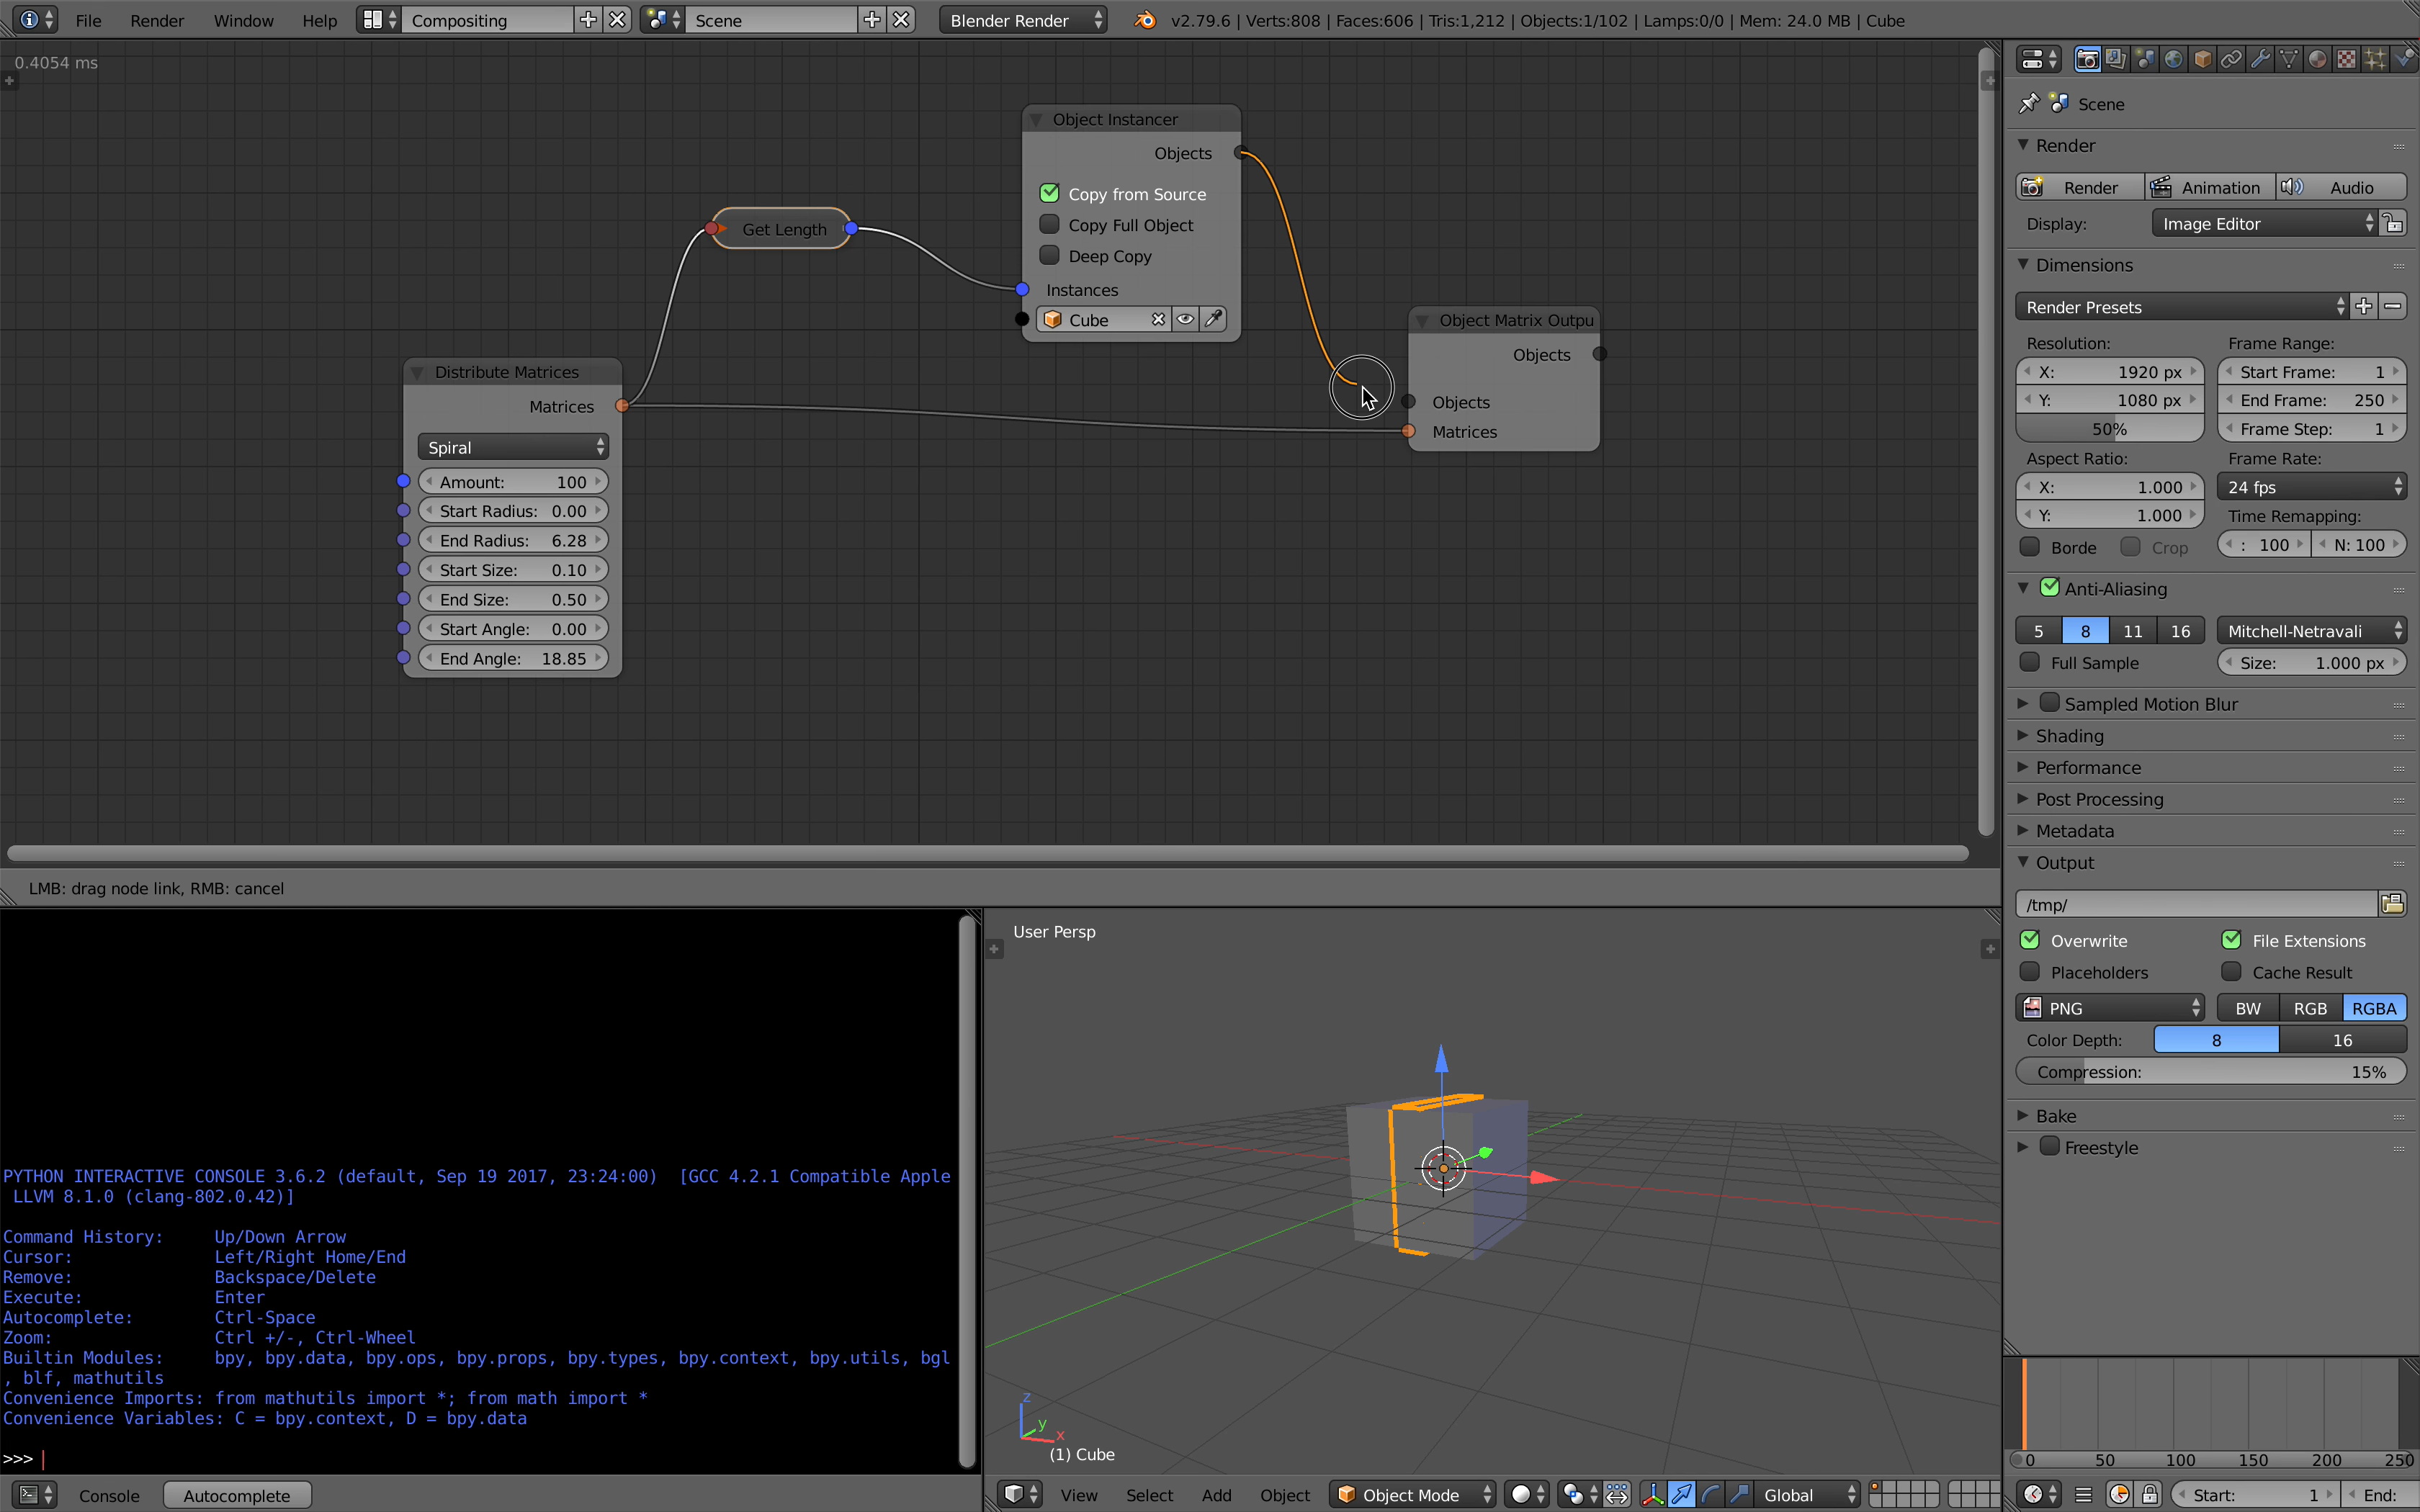 File Render Window Help Compositing Scene Blender Render v2.79.6 | Verts:808 | Faces:606 | Tris:1,212 | Objects:1/102 | Lamps:0/0 | Mem: 24.0 MB | Cube
0.4054 ms
Object Instancer
Objects
Copy from Source
Copy Full Object
Deep Copy
Instances
Cube
Get Length
Distribute Matrices
Matrices
Spiral
Amount: 100
Start Radius: 0.00
End Radius: 6.28
Start Size: 0.10
End Size: 0.50
Start Angle: 0.00
End Angle: 18.85
Object Matrix Outpu
Objects
Objects
Matrices
LMB: drag node link, RMB: cancel
PYTHON INTERACTIVE CONSOLE 3.6.2 (default, Sep 19 2017, 23:24:00)  [GCC 4.2.1 Compatible Apple
LLVM 8.1.0 (clang-802.0.42)]
Command History: Up/Down Arrow
Cursor: Left/Right Home/End
Remove: Backspace/Delete
Execute: Enter
Autocomplete: Ctrl-Space
Zoom: Ctrl +/-, Ctrl-Wheel
Builtin Modules: bpy, bpy.data, bpy.ops, bpy.props, bpy.types, bpy.context, bpy.utils, bgl
, blf, mathutils
Convenience Imports: from mathutils import *; from math import *
Convenience Variables: C = bpy.context, D = bpy.data
>>>
Console Autocomplete
User Persp
z
y
x
(1) Cube
View Select Add Object Object Mode Global
Scene
Render
Render Animation Audio
Display: Image Editor
Dimensions
Render Presets
Resolution: Frame Range:
X: 1920 px Start Frame: 1
Y: 1080 px End Frame: 250
50% Frame Step: 1
Aspect Ratio: Frame Rate:
X: 1.000 24 fps
Y: 1.000 Time Remapping:
Borde Crop : 100 N: 100
Anti-Aliasing
5 8 11 16 Mitchell-Netravali
Full Sample Size: 1.000 px
Sampled Motion Blur
Shading
Performance
Post Processing
Metadata
Output
/tmp/
Overwrite File Extensions
Placeholders Cache Result
PNG BW RGB RGBA
Color Depth: 8 16
Compression: 15%
Bake
Freestyle
0 50 100 150 200 250
Start: 1 End: